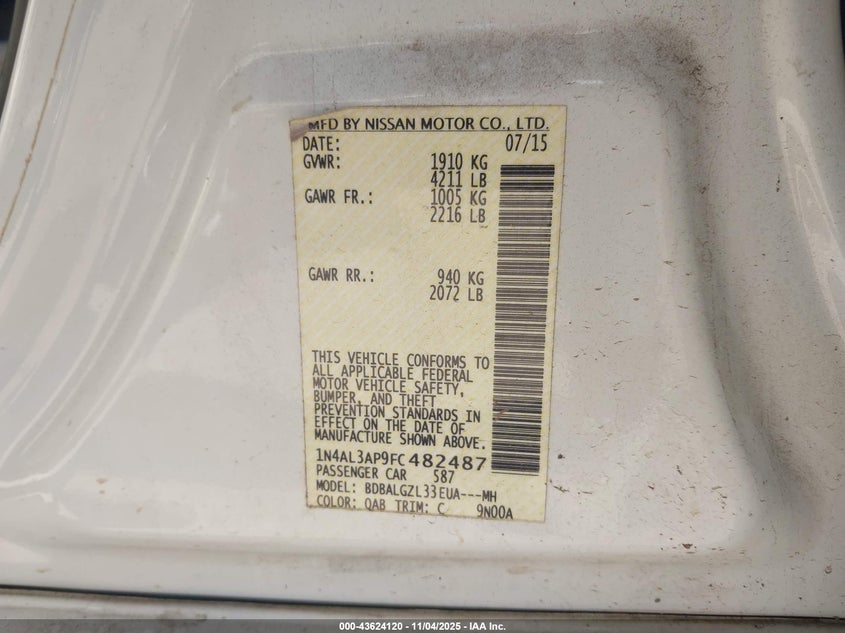 MFD BY NISSAN MOTOR CO., LTD.
DATE: 07/15
GVWR: 1910 KG
4211 LB
GAWR FR.: 1005 KG
2216 LB
GAWR RR.: 940 KG
2072 LB
THIS VEHICLE CONFORMS TO
ALL APPLICABLE FEDERAL
MOTOR VEHICLE SAFETY,
BUMPER, AND THEFT
PREVENTION STANDARDS IN
EFFECT ON THE DATE OF
MANUFACTURE SHOWN ABOVE.
1N4AL3AP9FC482487
PASSENGER CAR 587
MODEL: BDBALGZL33EUA---MH
COLOR: QAB TRIM: C 9N00A
000-43624120 - 11/04/2025 - IAA Inc.